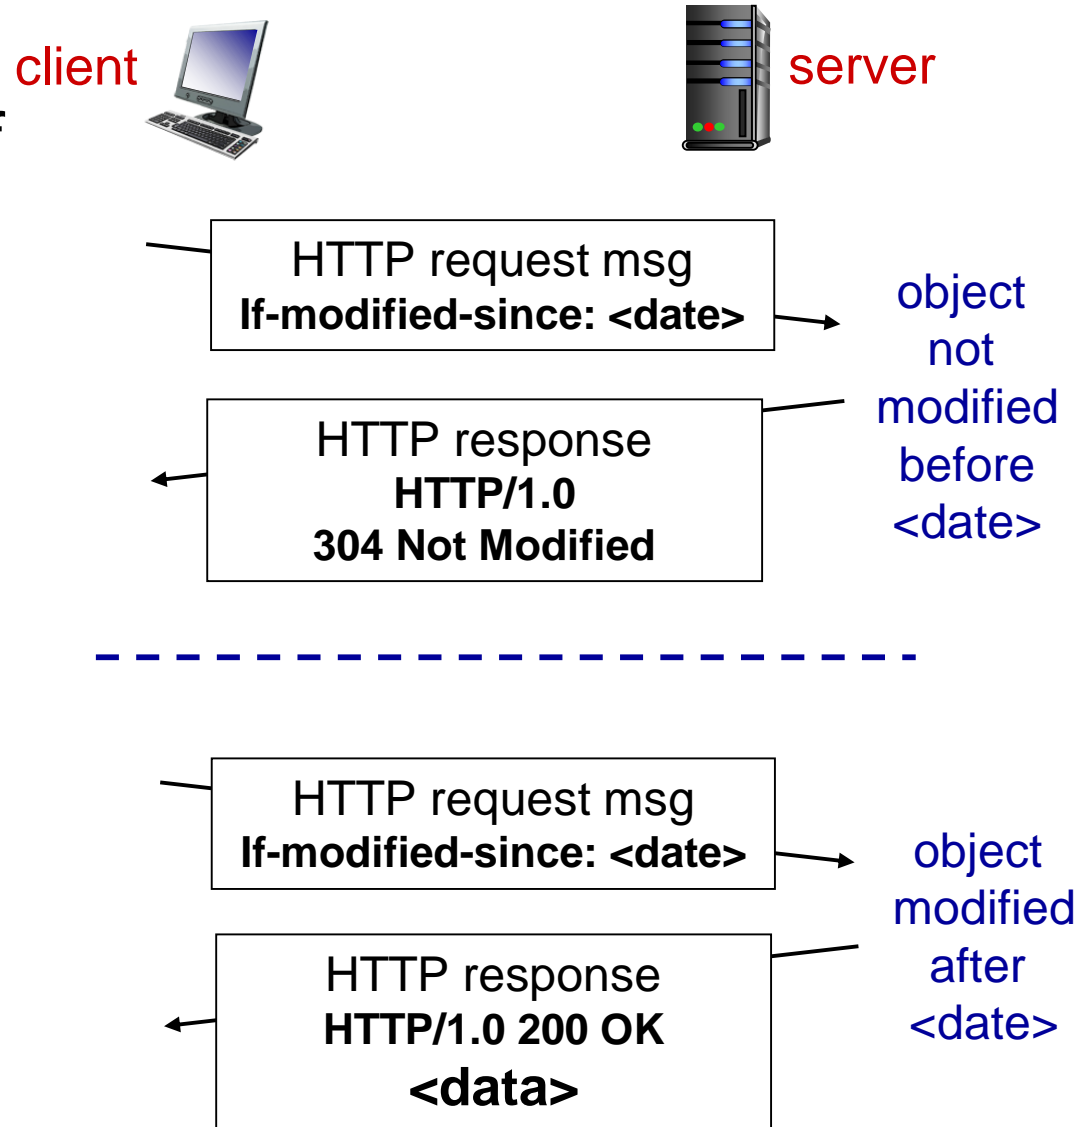 client
server
f
HTTP request msg
If-modified-since: <date>
object
not
modified
before
<date>
HTTP response
HTTP/1.0
304 Not Modified
HTTP request msg
If-modified-since: <date>
object
modified
after
<date>
HTTP response
HTTP/1.0 200 OK
<data>